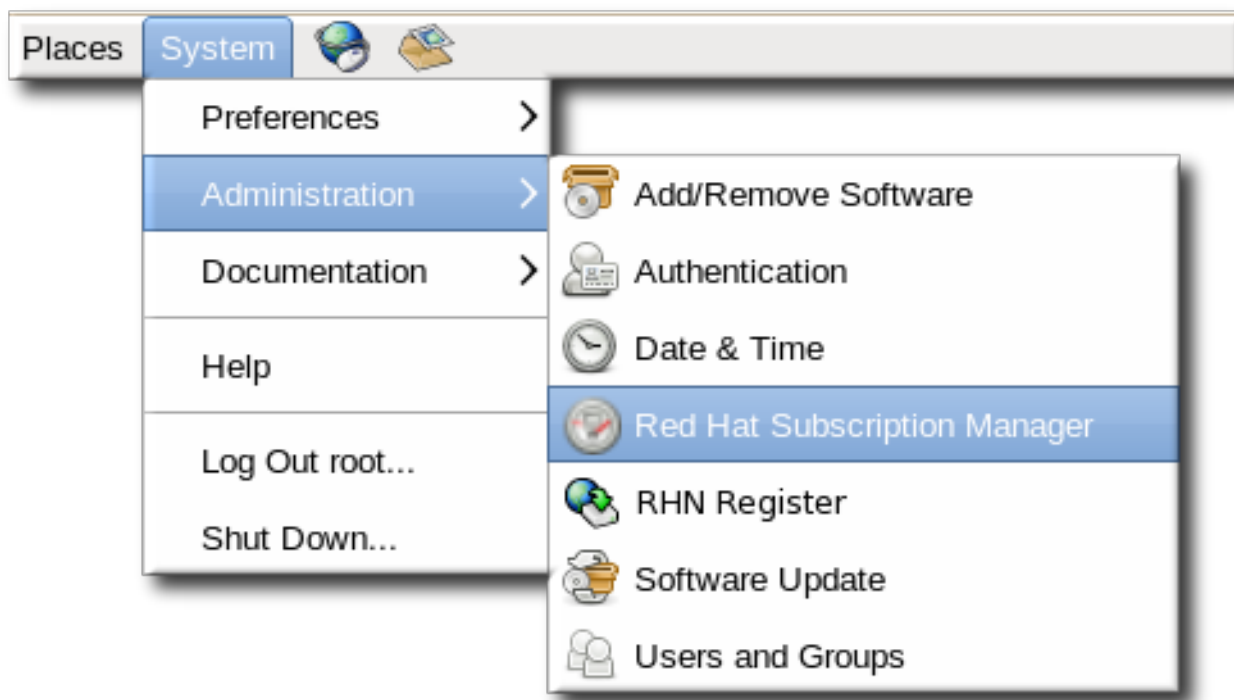 Places System
Preferences
Administration
Documentation
Help
Log Out root...
Shut Down...
Add/Remove Software
Authentication
Date & Time
Red Hat Subscription Manager
RHN Register
Software Update
Users and Groups